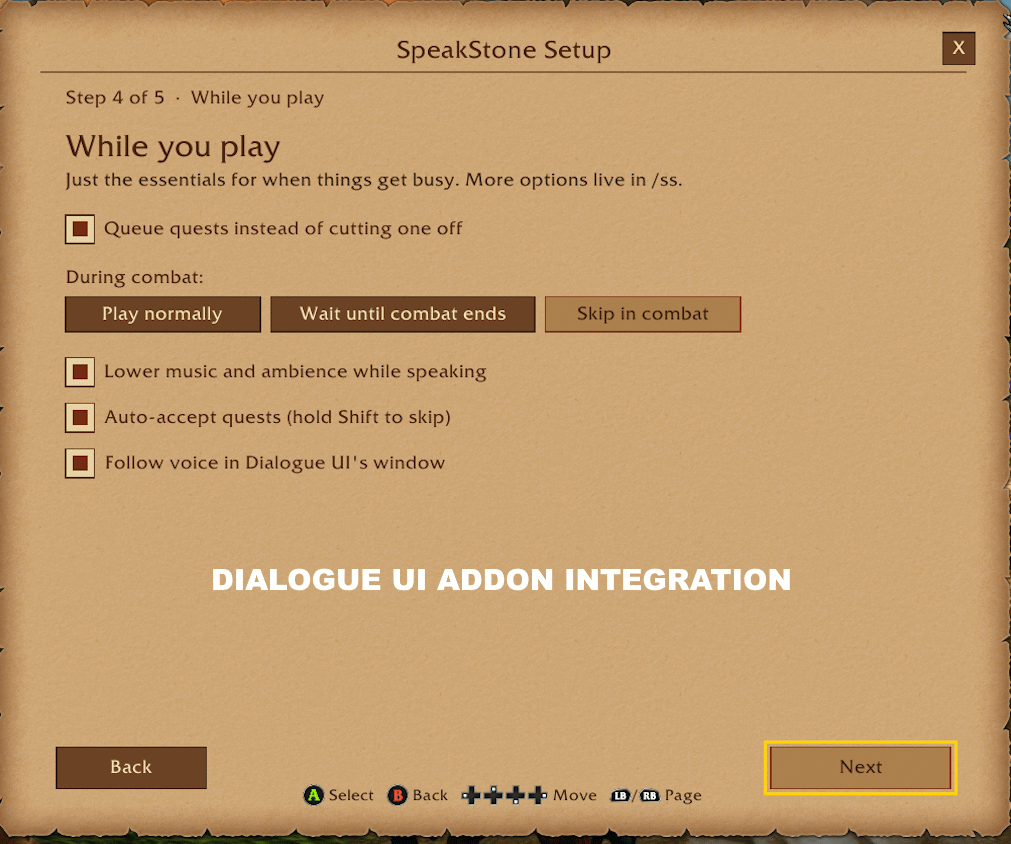 SpeakStone Setup
X
Step 4 of 5 · While you play
While you play
Just the essentials for when things get busy. More options live in /ss.
Queue quests instead of cutting one off
During combat:
Play normally
Wait until combat ends
Skip in combat
Lower music and ambience while speaking
Auto-accept quests (hold Shift to skip)
Follow voice in Dialogue UI's window
DIALOGUE UI ADDON INTEGRATION
Back
Next
A Select B Back Move LB/RB Page